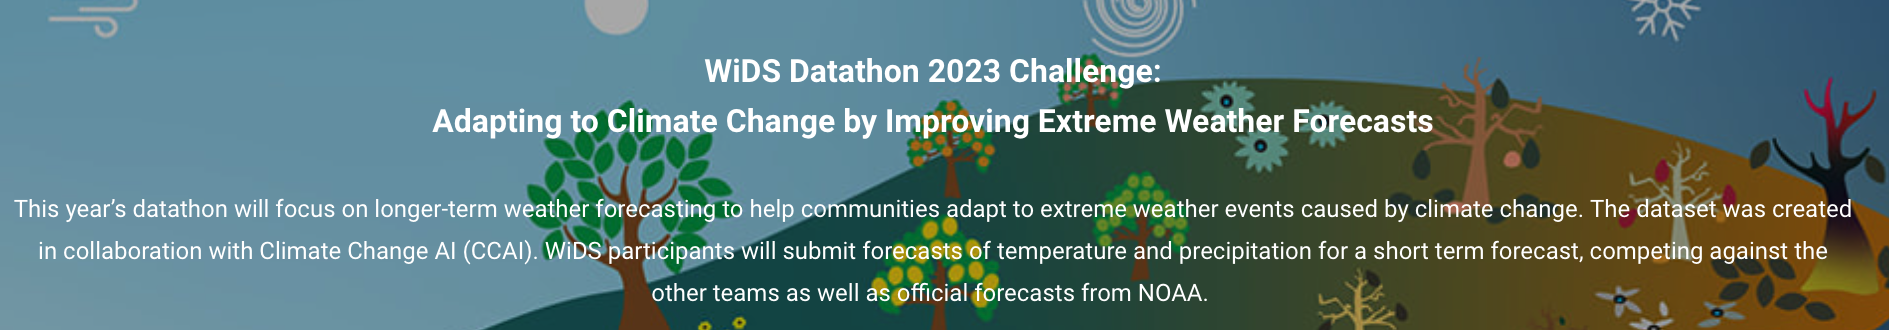 WiDS Datathon 2023 Challenge:
Adapting to Climate Change by Improving Extreme Weather Forecasts
This year’s datathon will focus on longer-term weather forecasting to help communities adapt to extreme weather events caused by climate change. The dataset was created
in collaboration with Climate Change AI (CCAI). WiDS participants will submit forecasts of temperature and precipitation for a short term forecast, competing against the
other teams as well as official forecasts from NOAA.